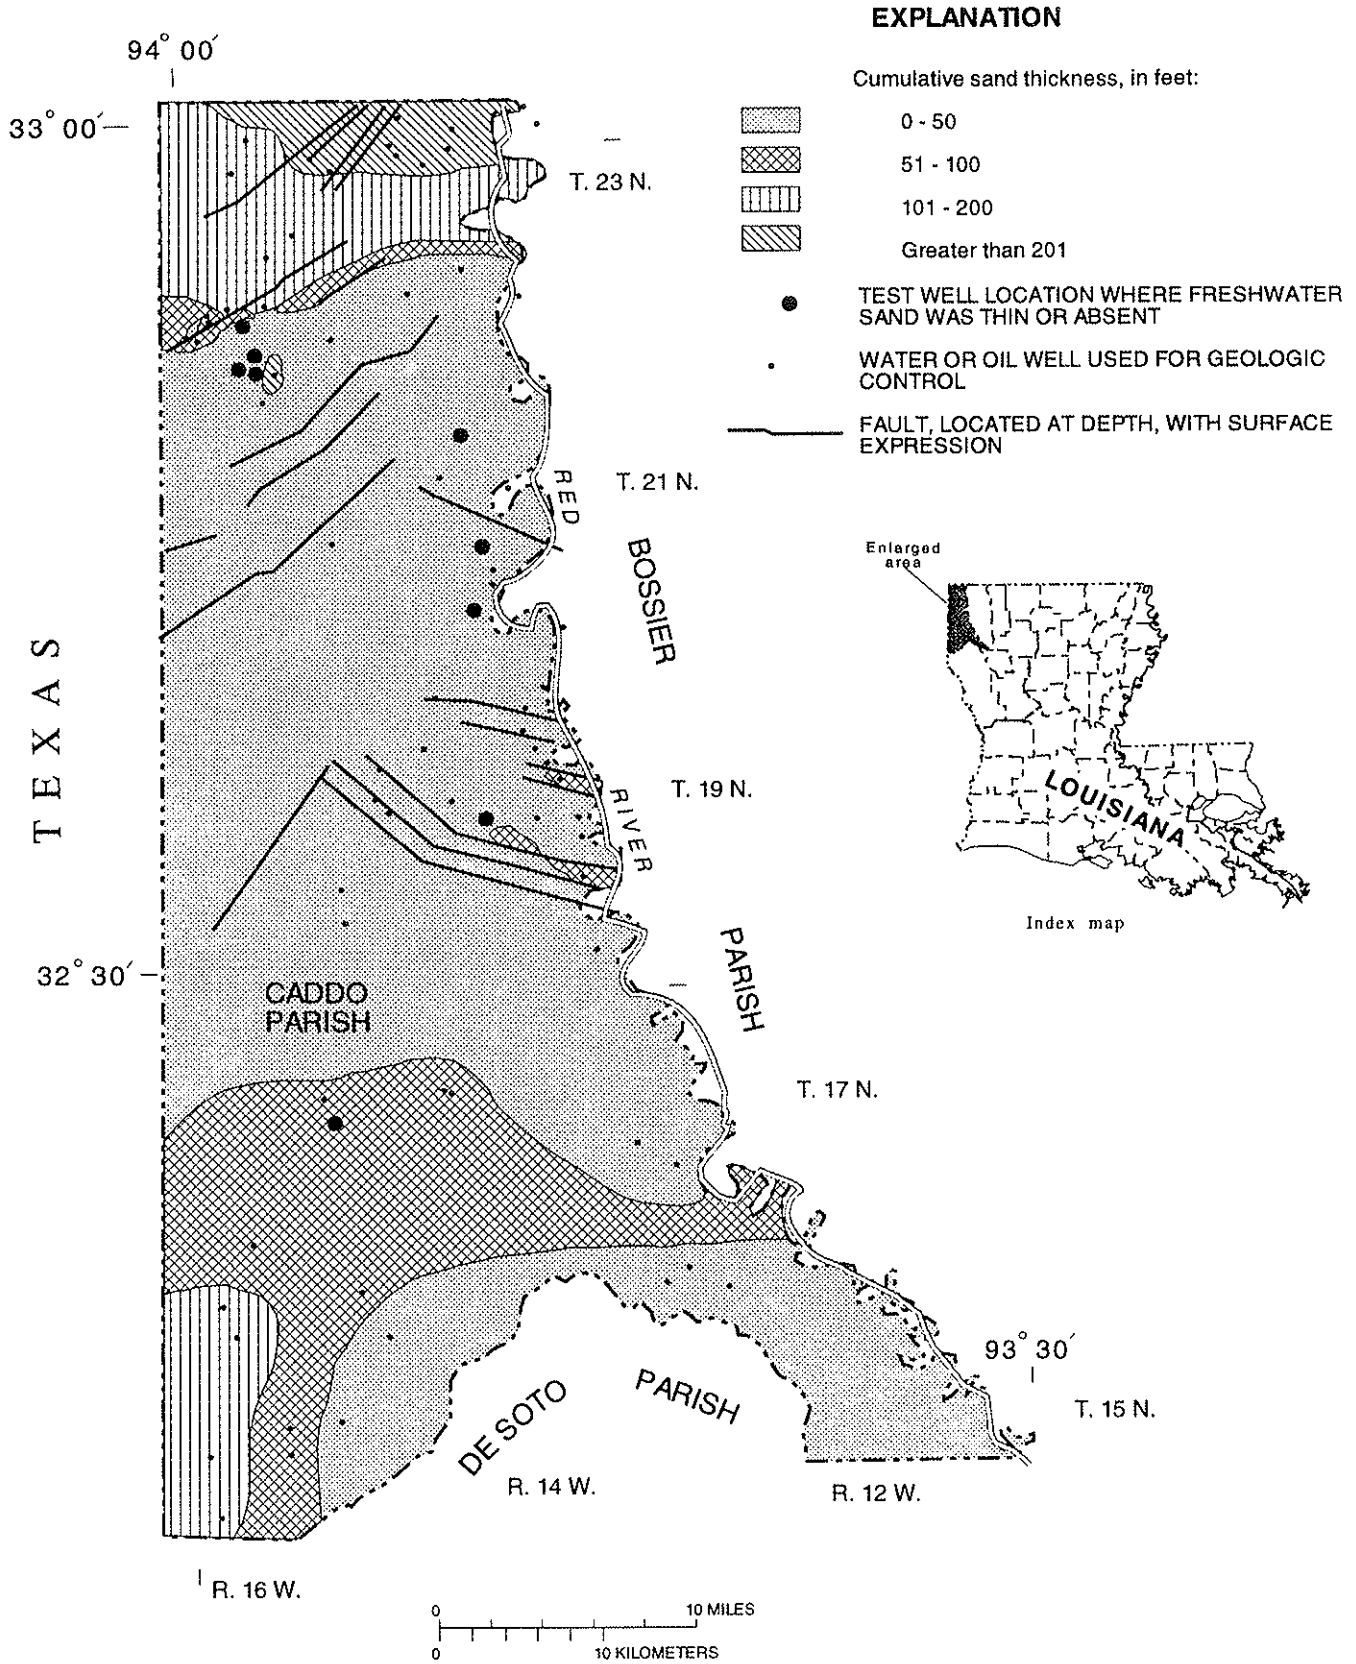 EXPLANATION
94° 00′
Cumulative sand thickness, in feet:
33° 00′
0 - 50
51 - 100
T. 23 N.
101 - 200
Greater than 201
TEST WELL LOCATION WHERE FRESHWATER
SAND WAS THIN OR ABSENT
WATER OR OIL WELL USED FOR GEOLOGIC
CONTROL
FAULT, LOCATED AT DEPTH, WITH SURFACE
EXPRESSION
RED
T. 21 N.
BOSSIER
Enlarged
area
TEXAS
T. 19 N.
RIVER
LOUISIANA
Index map
PARISH
32° 30′
CADDO
PARISH
T. 17 N.
93° 30′
T. 15 N.
DE SOTO
PARISH
R. 14 W.
R. 12 W.
R. 16 W.
0 10 MILES
0 10 KILOMETERS